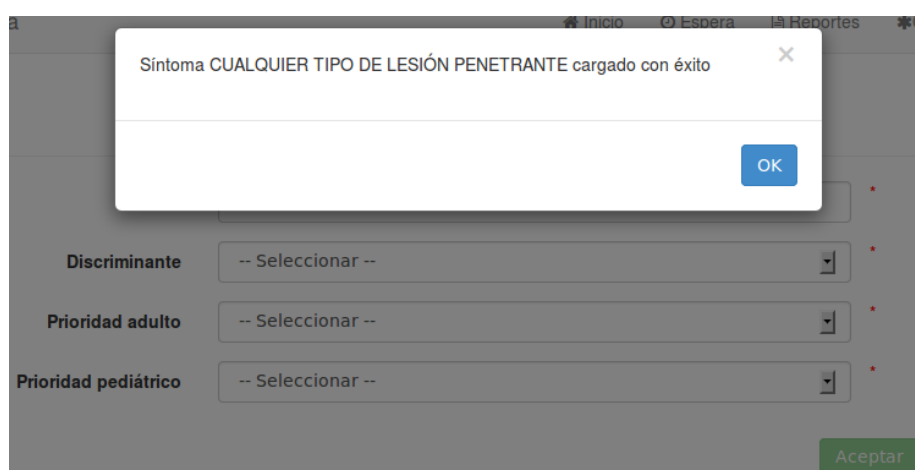 a Inicio Espera Reportes
Síntoma CUALQUIER TIPO DE LESIÓN PENETRANTE cargado con éxito ×
OK
*
Discriminante -- Seleccionar -- *
Prioridad adulto -- Seleccionar -- *
Prioridad pediátrico -- Seleccionar -- *
Aceptar